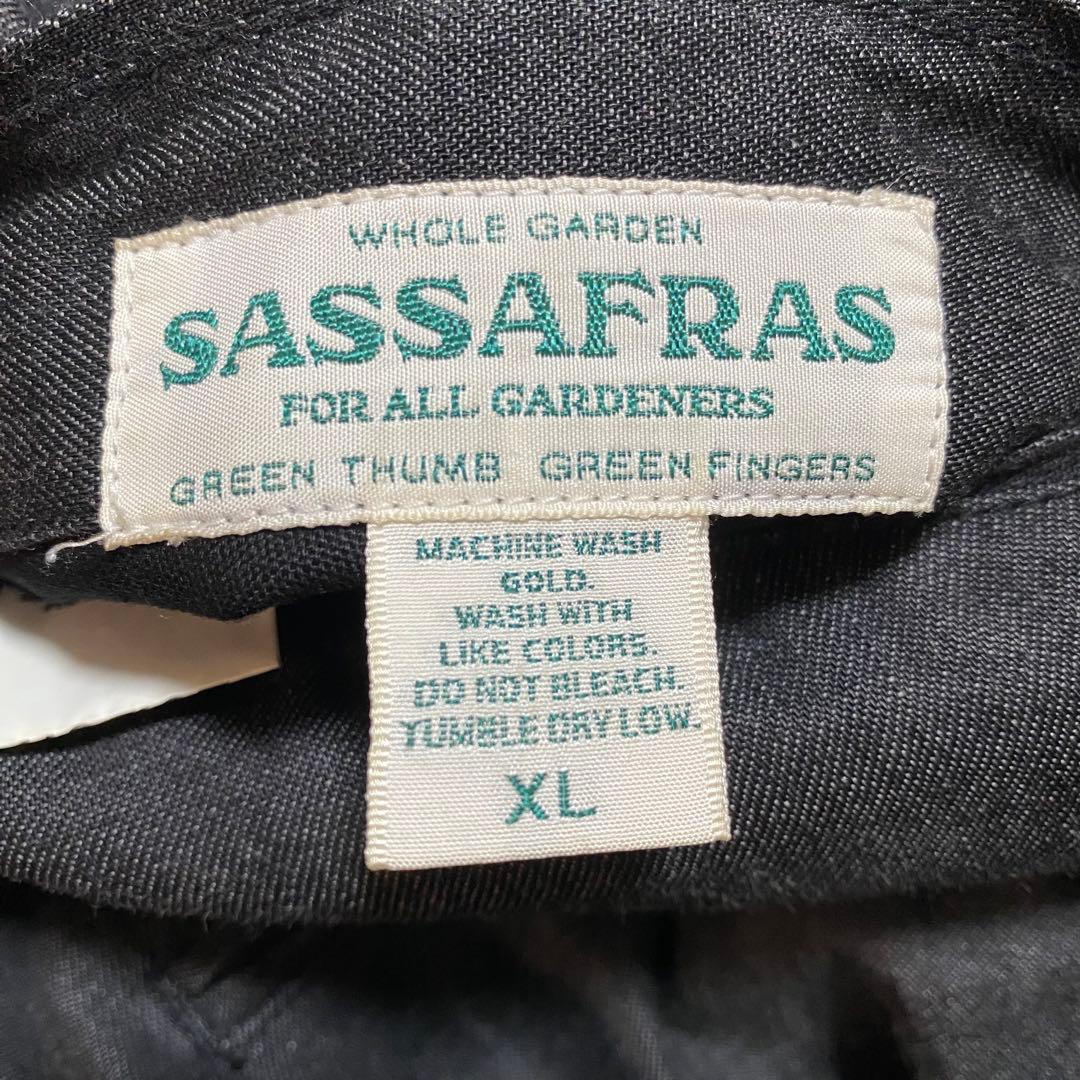 WHOLE GARDEN
SASSAFRAS
FOR ALL GARDENERS
GREEN THUMB GREEN FINGERS
MACHINE WASH
GOLD.
WASH WITH
LIKE COLORS.
DO NOT BLEACH.
TUMBLE DRY LOW.
XL